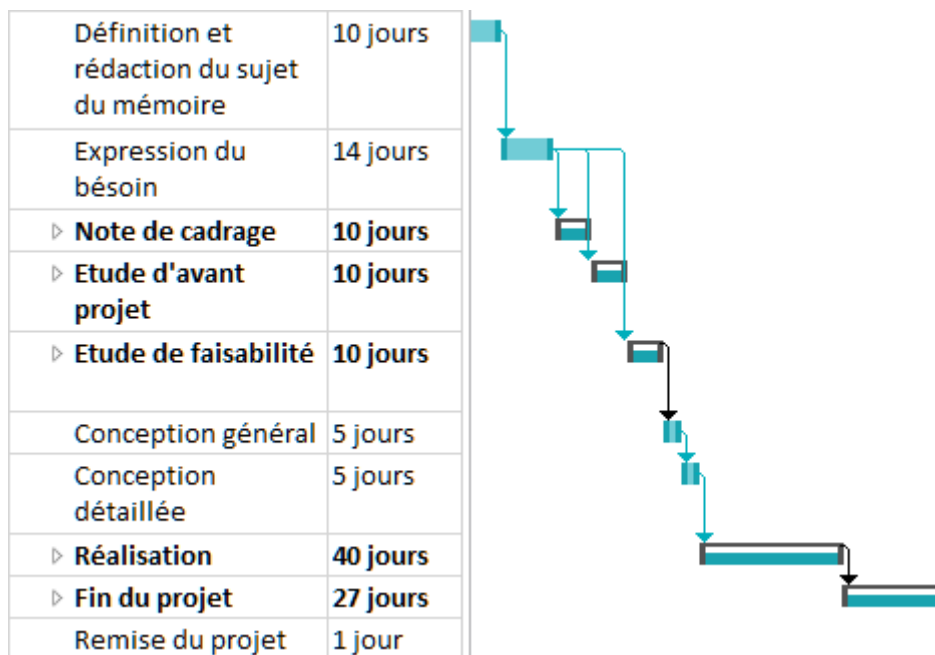 Définition et 10 jours
rédaction du sujet
du mémoire
Expression du 14 jours
bésoin
Note de cadrage 10 jours
Etude d'avant 10 jours
projet
Etude de faisabilité 10 jours
Conception général 5 jours
Conception 5 jours
détaillée
Réalisation 40 jours
Fin du projet 27 jours
Remise du projet 1 jour